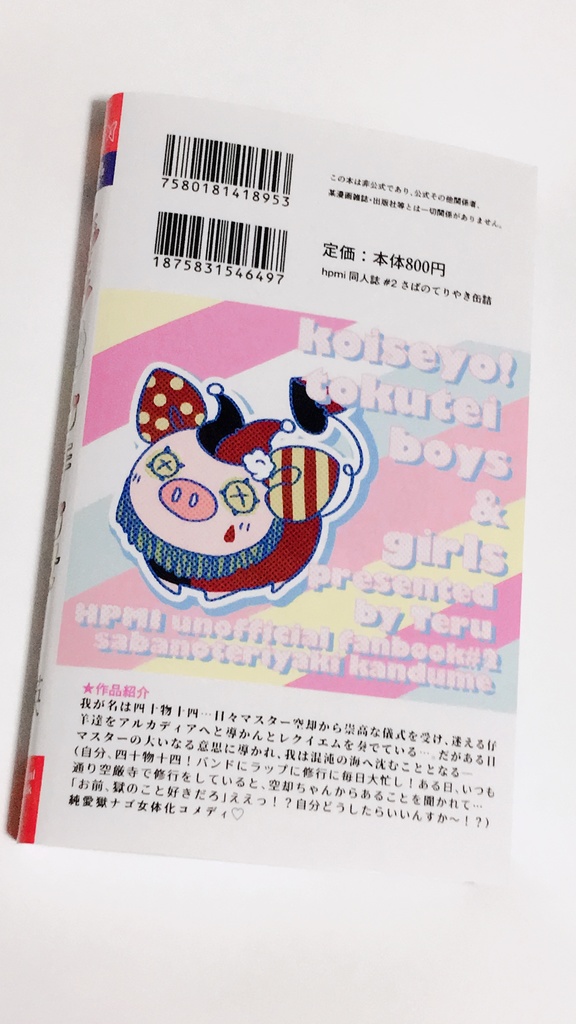 7580181418953
この本は非公式であり、公式その他関係者、
某漫画雑誌・出版社等とは一切関係がありません。
1875831546497
定価：本体800円
hpmi 同人誌 #2 さばのてりやき缶詰
koiseyo!
tokutei
boys
&
girls
presented
by Teru
HPMI unofficial fanbook#2
sabanoteriyaki kandume
★作品紹介
我が名は四十物十四…日々マスター空却から崇高な儀式を受け、迷える仔
羊達をアルカディアへと導かんとレクイエムを奏でている…。だがある日
マスターの大いなる意思に導かれ、我は混沌の海へ沈むこととなる―
(自分、四十物十四！バンドにラップに修行に毎日大忙し！ある日、いつも
通り空厳寺で修行をしていると、空却ちゃんからあることを聞かれて…
「お前、獄のこと好きだろ」ええっ！？自分どうしたらいいんすか～！？)
純愛獄ナゴ女体化コメディ♡